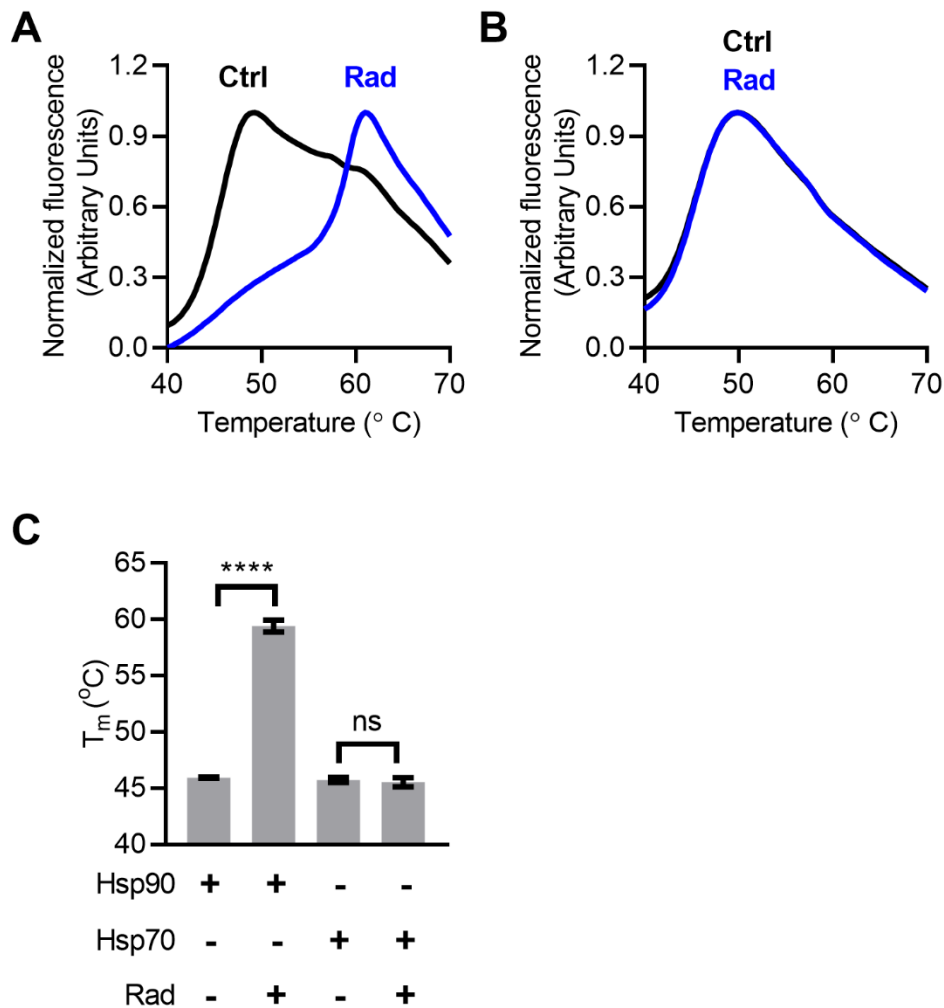 A
Ctrl Rad
Normalized fluorescence
(Arbitrary Units)
1.2
0.9
0.6
0.3
0.0
40 50 60 70
Temperature (° C)
B
Ctrl
Rad
Normalized fluorescence
(Arbitrary Units)
1.2
0.9
0.6
0.3
0.0
40 50 60 70
Temperature (° C)
C
Tm (°C)
65
60
55
50
45
40
****
ns
Hsp90 + + - -
Hsp70 - - + +
Rad - + - +